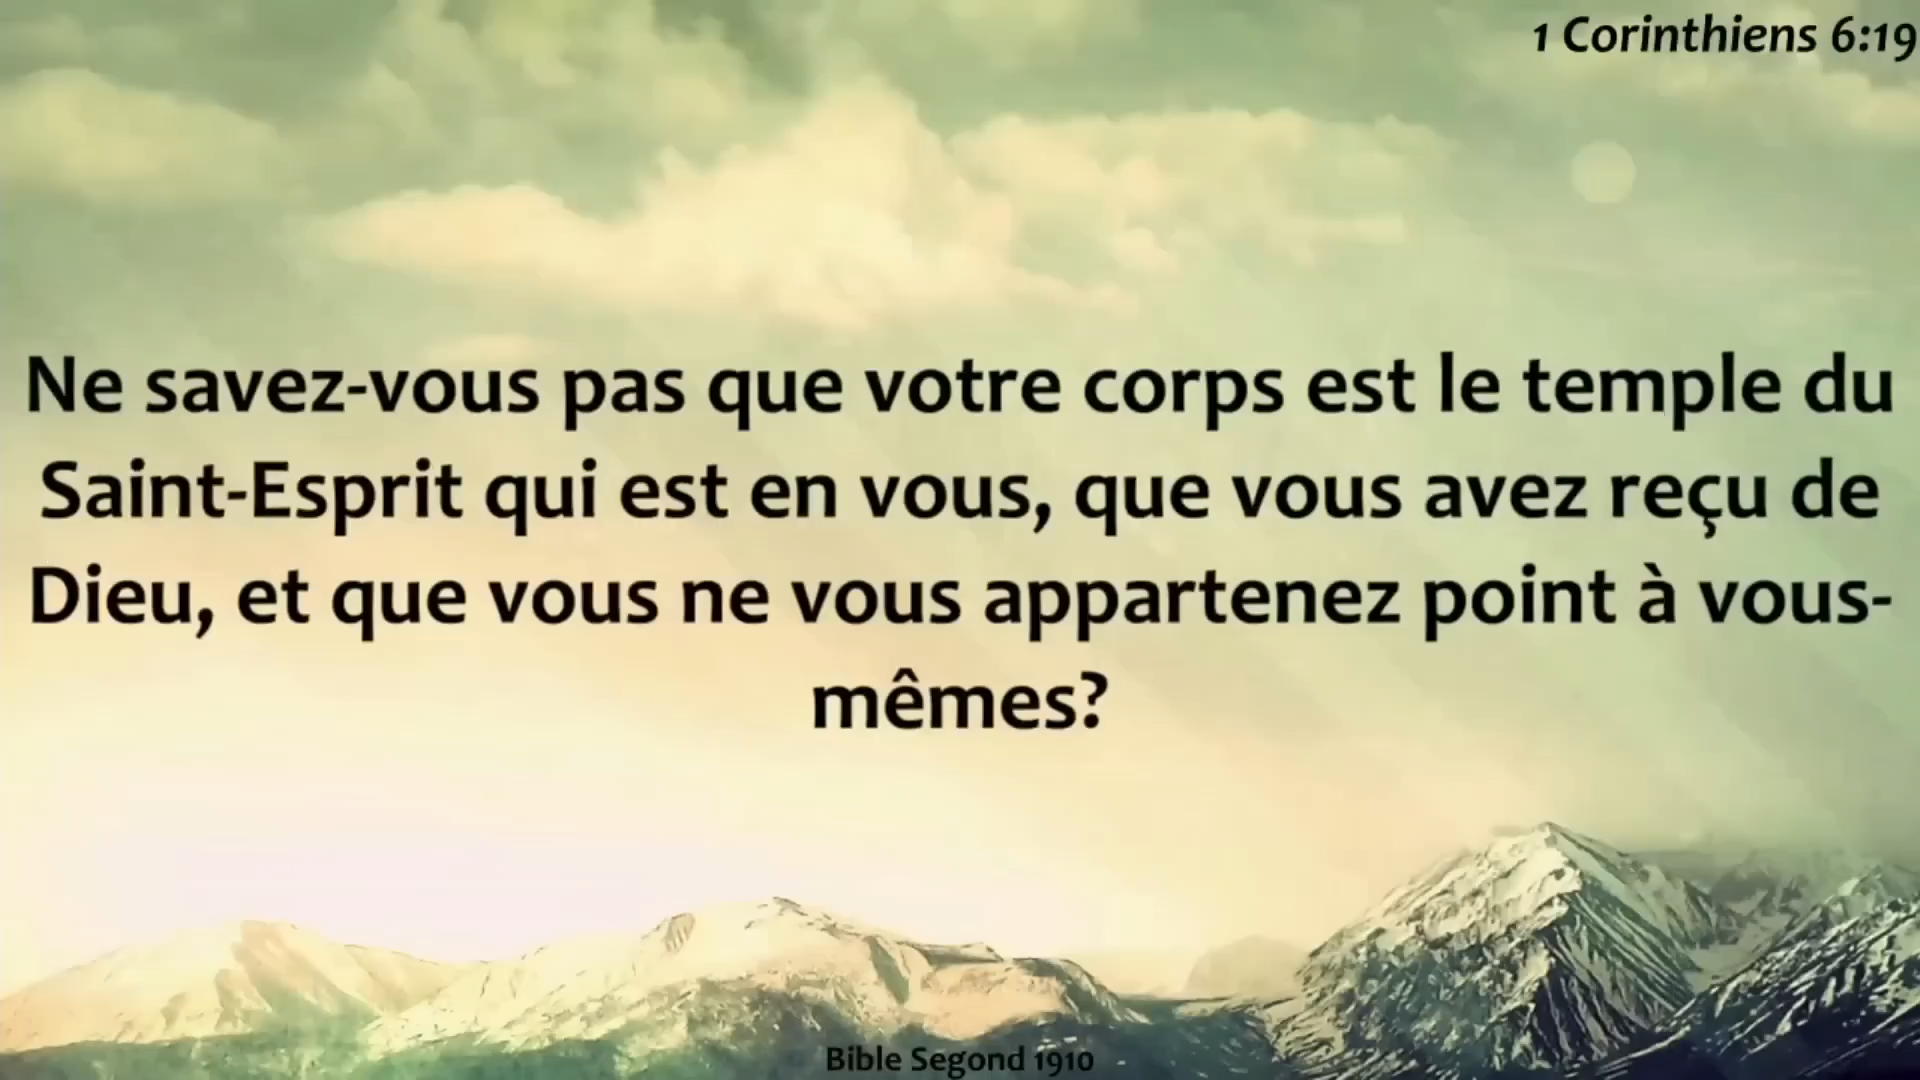 1 Corinthiens 6:19
Ne savez-vous pas que votre corps est le temple du
Saint-Esprit qui est en vous, que vous avez reçu de
Dieu, et que vous ne vous appartenez point à vous-
mêmes?
Bible Segond 1910